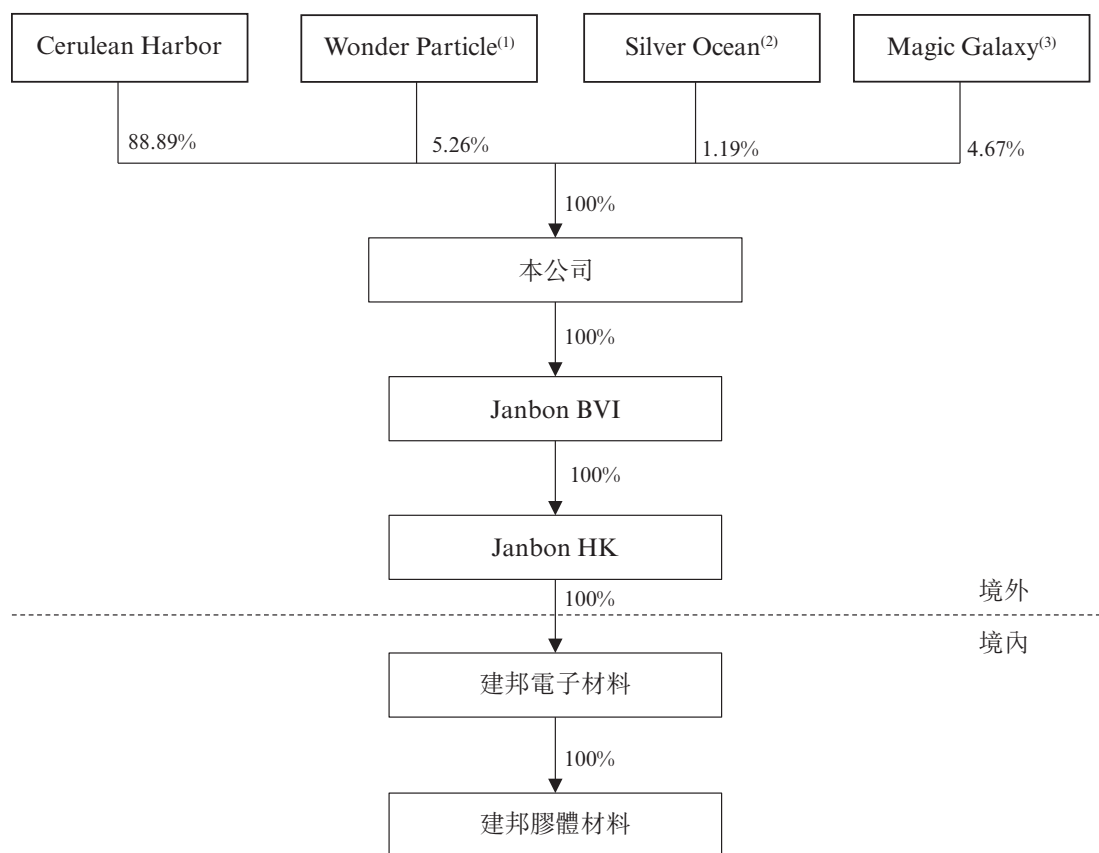 Cerulean Harbor
Wonder Particle(1)
Silver Ocean(2)
Magic Galaxy(3)
88.89%
5.26%
1.19%
4.67%
100%
本公司
100%
Janbon BVI
100%
Janbon HK
100%
境外
境內
建邦電子材料
100%
建邦膠體材料